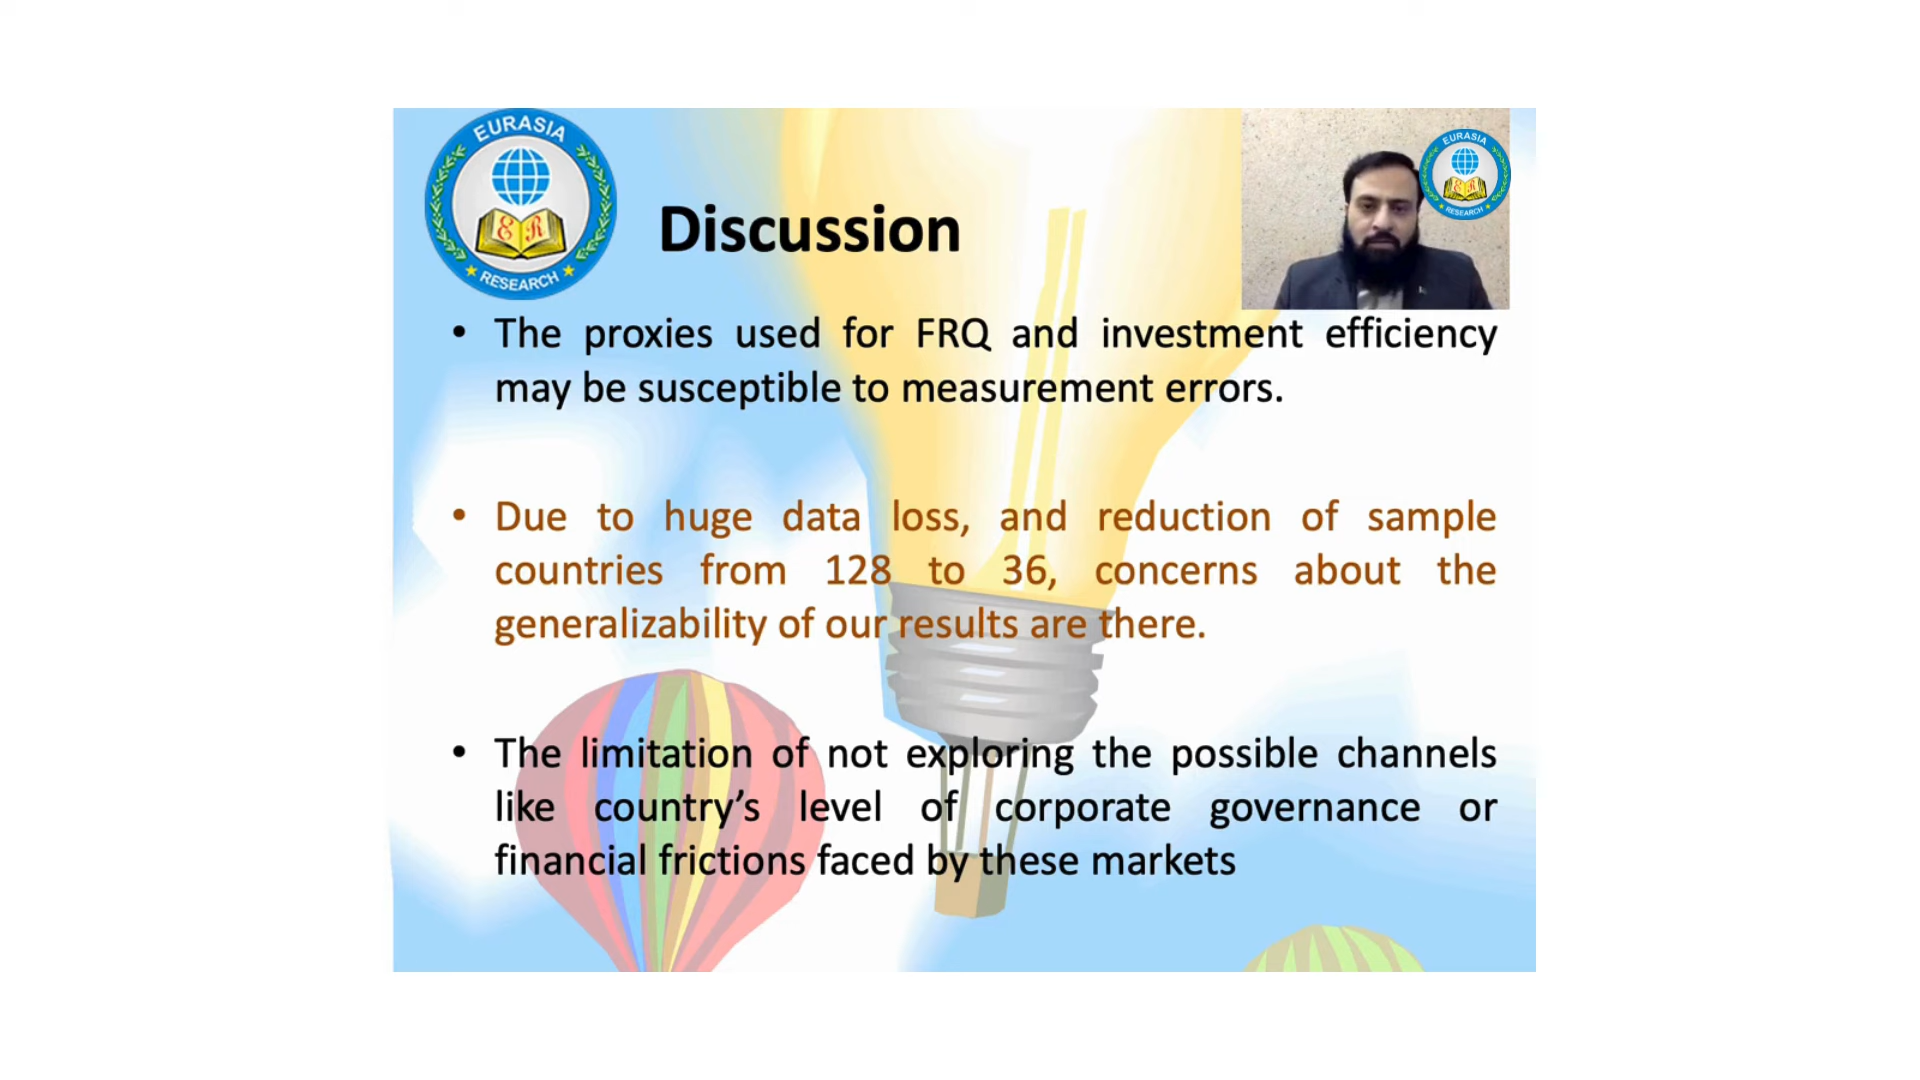 EURASIA
E R
RESEARCH
EURASIA
E R
RESEARCH
Discussion
• The proxies used for FRQ and investment efficiency
may be susceptible to measurement errors.
• Due to huge data loss, and reduction of sample
countries from 128 to 36, concerns about the
generalizability of our results are there.
• The limitation of not exploring the possible channels
like country’s level of corporate governance or
financial frictions faced by these markets